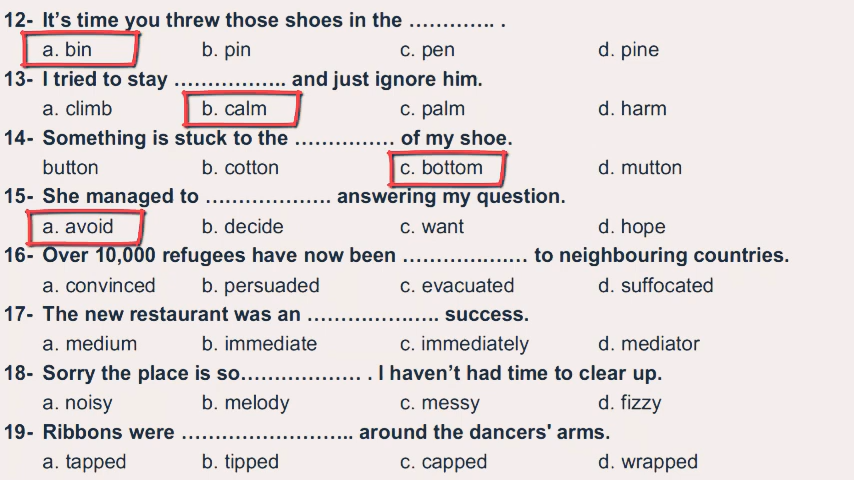 12- It's time you threw those shoes in the ………….. .
a. bin b. pin c. pen d. pine
13- I tried to stay …………….. and just ignore him.
a. climb b. calm c. palm d. harm
14- Something is stuck to the …………… of my shoe.
button b. cotton c. bottom d. mutton
15- She managed to ………………. answering my question.
a. avoid b. decide c. want d. hope
16- Over 10,000 refugees have now been ………………. to neighbouring countries.
a. convinced b. persuaded c. evacuated d. suffocated
17- The new restaurant was an ……………….. success.
a. medium b. immediate c. immediately d. mediator
18- Sorry the place is so……………… . I haven't had time to clear up.
a. noisy b. melody c. messy d. fizzy
19- Ribbons were …………………….. around the dancers' arms.
a. tapped b. tipped c. capped d. wrapped